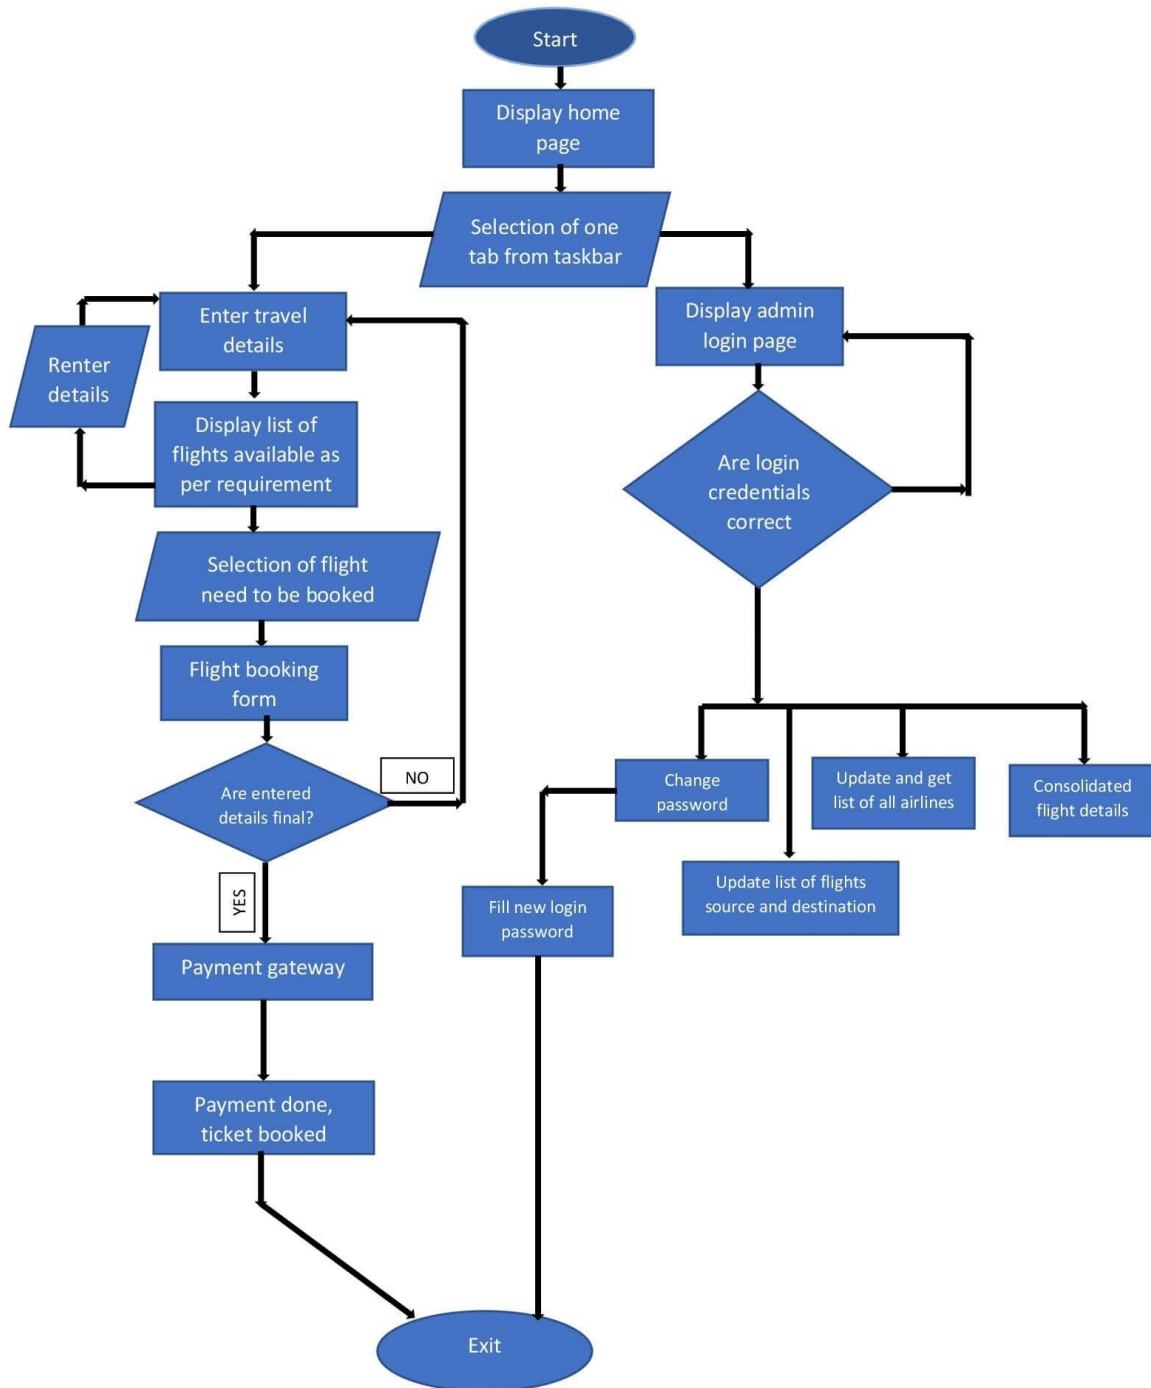 Start
Display home
page
Selection of one
tab from taskbar
Enter travel
details
Renter
details
Display list of
flights available as
per requirement
Selection of flight
need to be booked
Flight booking
form
Are entered
details final?
NO
YES
Payment gateway
Payment done,
ticket booked
Display admin
login page
Are login
credentials
correct
Change
password
Update and get
list of all airlines
Consolidated
flight details
Update list of flights
source and destination
Fill new login
password
Exit